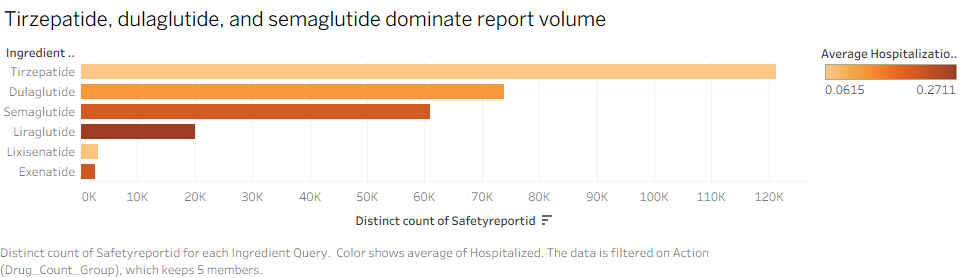 Tirzepatide, dulaglutide, and semaglutide dominate report volume
Ingredient ..
Average Hospitalizatio..
Tirzepatide
Dulaglutide
Semaglutide
Liraglutide
Lixisenatide
Exenatide
0.0615 0.2711
0K 10K 20K 30K 40K 50K 60K 70K 80K 90K 100K 110K 120K
Distinct count of Safetyreportid
Distinct count of Safetyreportid for each Ingredient Query. Color shows average of Hospitalized. The data is filtered on Action
(Drug_Count_Group), which keeps 5 members.